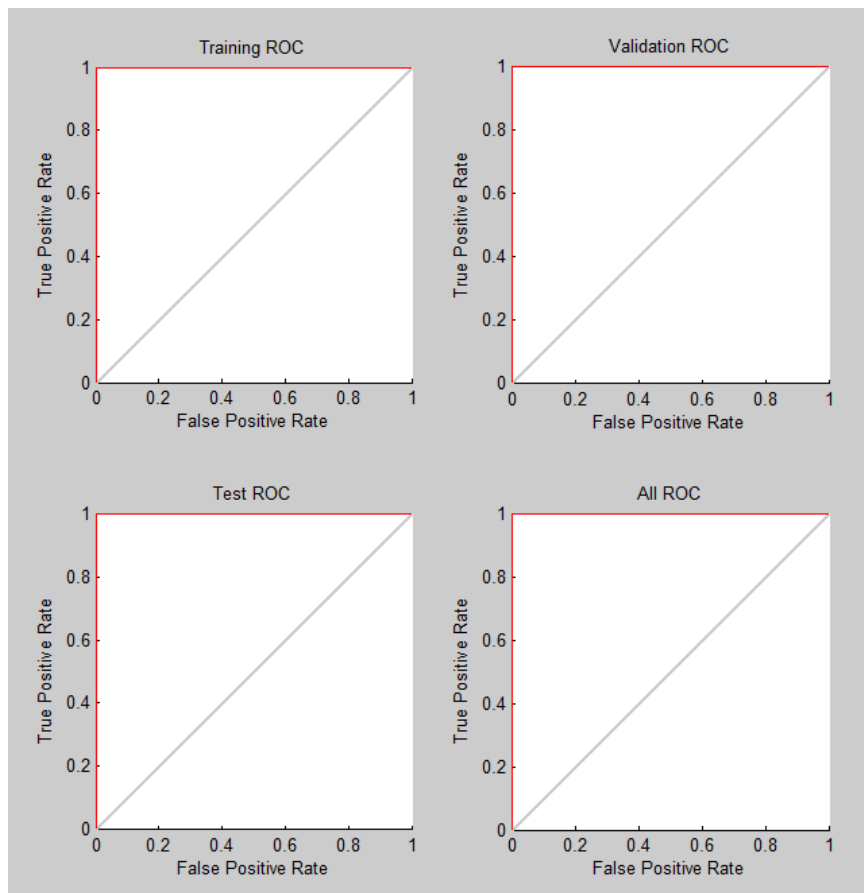 Training ROC
1
0.8
0.6
0.4
0.2
0
True Positive Rate
0 0.2 0.4 0.6 0.8 1
False Positive Rate
Validation ROC
1
0.8
0.6
0.4
0.2
0
True Positive Rate
0 0.2 0.4 0.6 0.8 1
False Positive Rate
Test ROC
1
0.8
0.6
0.4
0.2
0
True Positive Rate
0 0.2 0.4 0.6 0.8 1
False Positive Rate
All ROC
1
0.8
0.6
0.4
0.2
0
True Positive Rate
0 0.2 0.4 0.6 0.8 1
False Positive Rate